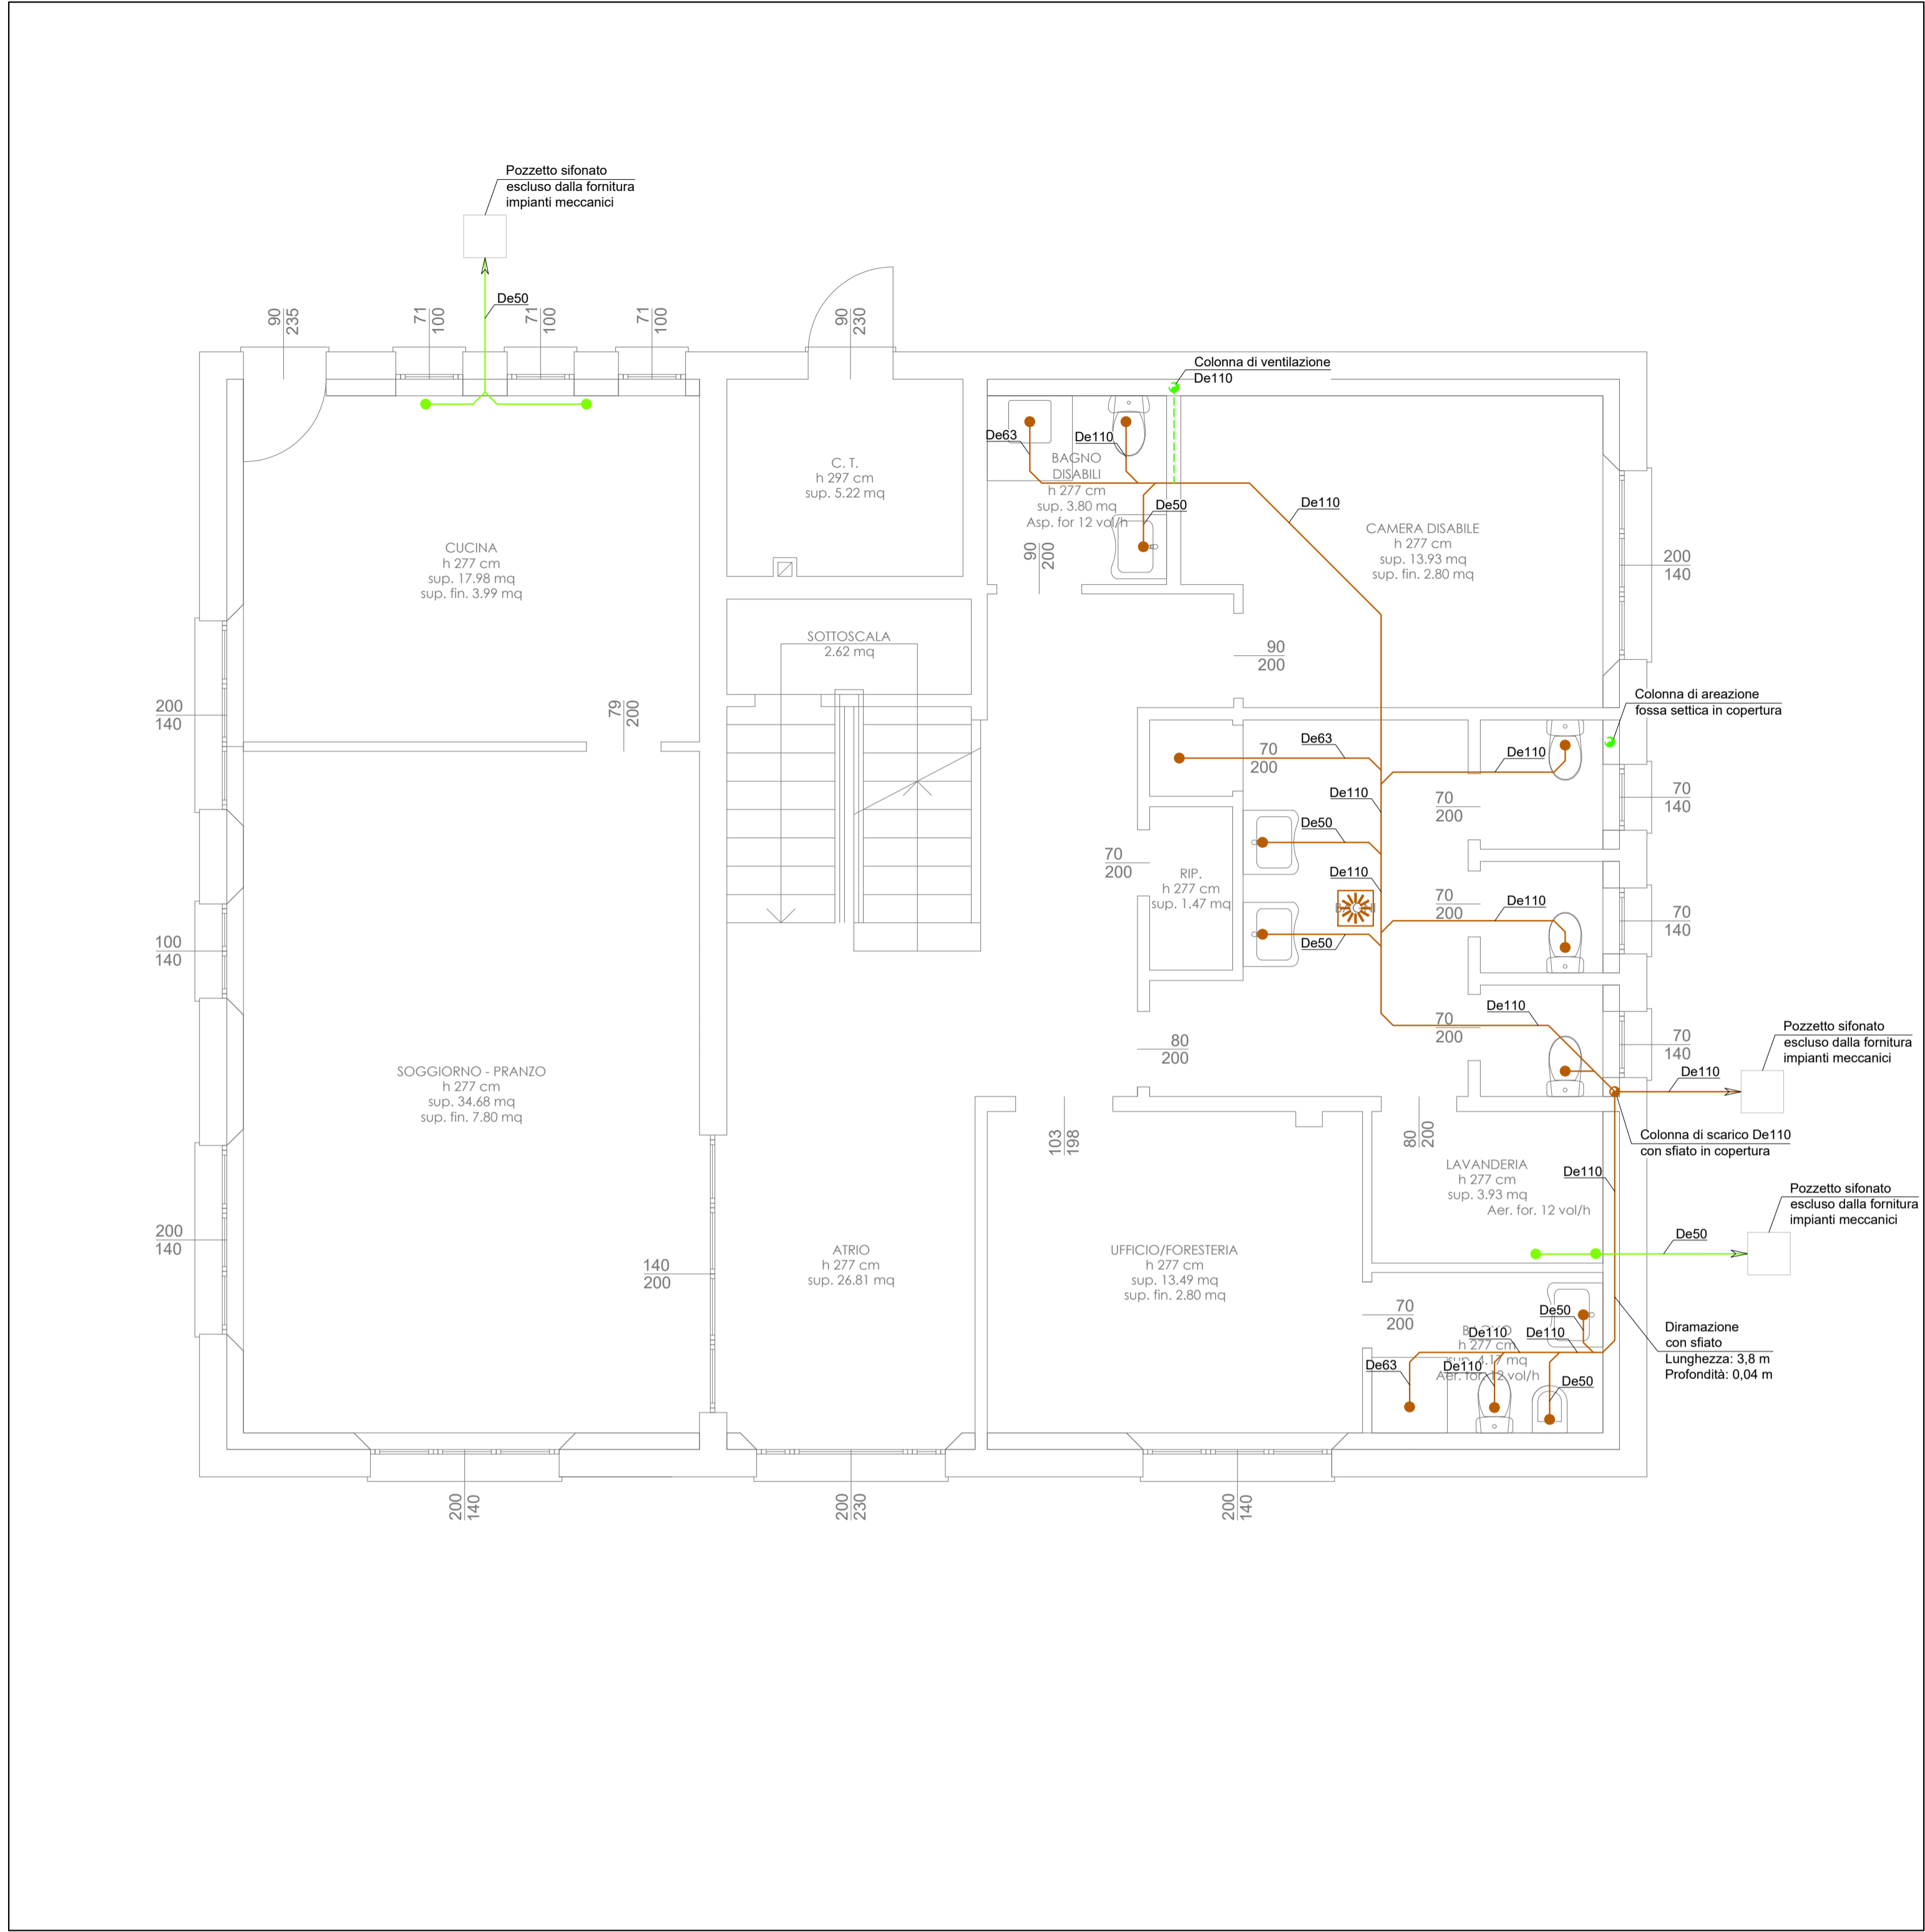 Pozzetto sifonato
escluso dalla fornitura
impianti meccanici
De50
90
235
71
100
71
100
71
100
90
230
Colonna di ventilazione
De110
De63
De110
BAGNO
DISABILI
h 277 cm
sup. 3.80 mq
Asp. for 12 vol/h
De50
De110
90
200
C. T.
h 297 cm
sup. 5.22 mq
CUCINA
h 277 cm
sup. 17.98 mq
sup. fin. 3.99 mq
CAMERA DISABILE
h 277 cm
sup. 13.93 mq
sup. fin. 2.80 mq
200
140
SOTTOSCALA
2.62 mq
90
200
200
140
79
200
Colonna di areazione
fossa settica in copertura
De63
70
200
De110
De110
70
200
70
140
De50
70
200
RIP.
h 277 cm
sup. 1.47 mq
De110
70
200
De110
70
140
De50
100
140
De110
70
200
70
140
80
200
Pozzetto sifonato
escluso dalla fornitura
impianti meccanici
De110
SOGGIORNO - PRANZO
h 277 cm
sup. 34.68 mq
sup. fin. 7.80 mq
103
198
80
200
Colonna di scarico De110
con sfiato in copertura
LAVANDERIA
h 277 cm
sup. 3.93 mq
Aer. for. 12 vol/h
De110
Pozzetto sifonato
escluso dalla fornitura
impianti meccanici
De50
200
140
140
200
ATRIO
h 277 cm
sup. 26.81 mq
UFFICIO/FORESTERIA
h 277 cm
sup. 13.49 mq
sup. fin. 2.80 mq
70
200
De50
De110
De110
h 277 cm
sup. 4.17 mq
Aer. for. 12 vol/h
De63
De110
De50
Diramazione
con sfiato
Lunghezza: 3,8 m
Profondità: 0,04 m
200
140
200
230
200
140